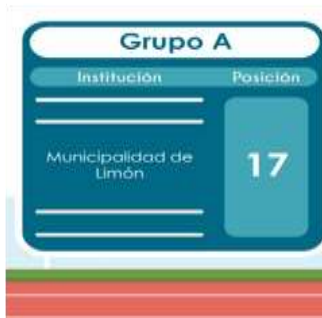 Grupo A
Institución Posición
Municipalidad de
Limón
17